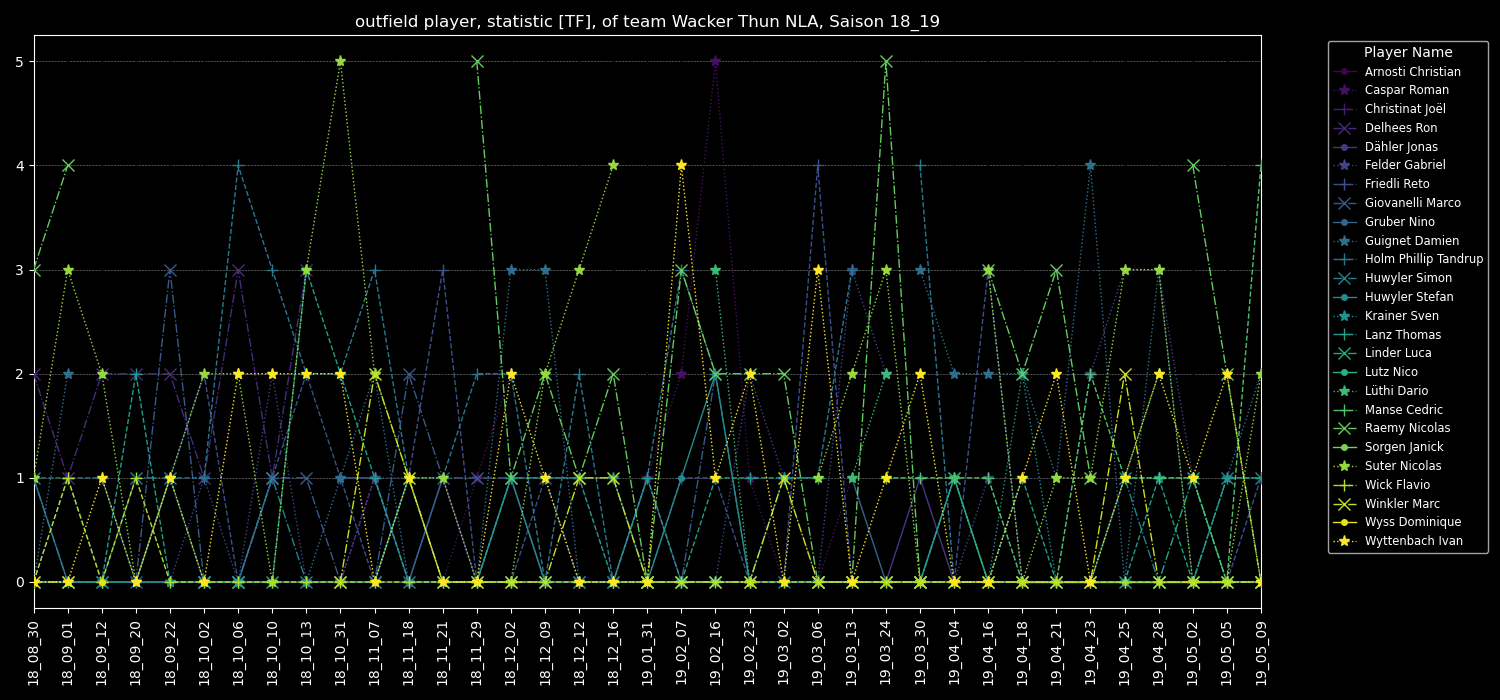 outfield player, statistic [TF], of team Wacker Thun NLA, Saison 18_19
5
4
3
2
1
0
18_08_30
18_09_01
18_09_12
18_09_20
18_09_22
18_10_02
18_10_06
18_10_10
18_10_13
18_10_31
18_11_07
18_11_18
18_11_21
18_11_29
18_12_02
18_12_09
18_12_12
18_12_16
19_01_31
19_02_07
19_02_16
19_02_23
19_03_02
19_03_06
19_03_13
19_03_24
19_03_30
19_04_04
19_04_16
19_04_18
19_04_21
19_04_23
19_04_25
19_04_28
19_05_02
19_05_05
19_05_09
Player Name
Arnosti Christian
Caspar Roman
Christinat Joël
Delhees Ron
Dähler Jonas
Felder Gabriel
Friedli Reto
Giovanelli Marco
Gruber Nino
Guignet Damien
Holm Phillip Tandrup
Huwyler Simon
Huwyler Stefan
Krainer Sven
Lanz Thomas
Linder Luca
Lutz Nico
Lüthi Dario
Manse Cedric
Raemy Nicolas
Sorgen Janick
Suter Nicolas
Wick Flavio
Winkler Marc
Wyss Dominique
Wyttenbach Ivan